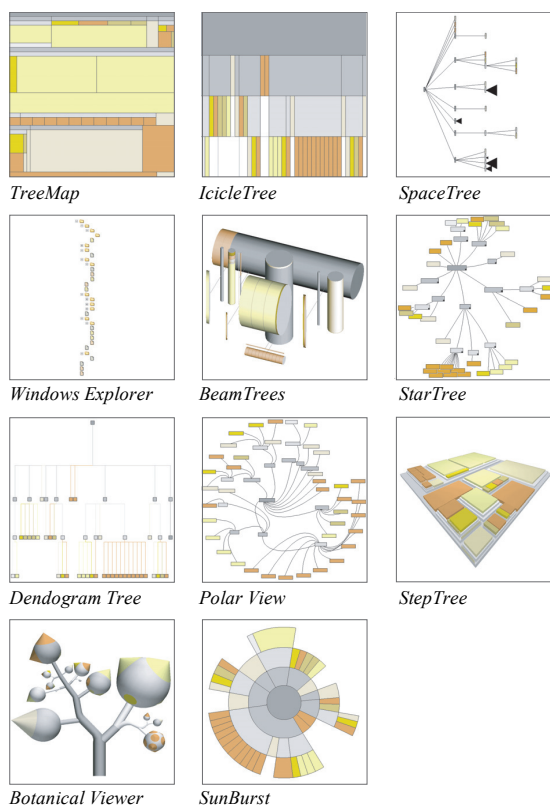 TreeMap
IcicleTree
SpaceTree
Windows Explorer
BeamTrees
StarTree
Dendogram Tree
Polar View
StepTree
Botanical Viewer
SunBurst